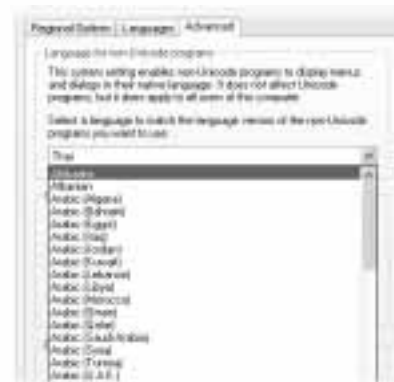 Regional Options Languages Advanced
Language for non-Unicode programs
This system setting enables non-Unicode programs to display menus
and dialogs in their native language. It does not affect Unicode
programs, but it does apply to all users of this computer.
Select a language to match the language version of the non-Unicode
programs you want to use:
Thai
Afrikaans
Albanian
Arabic (Algeria)
Arabic (Bahrain)
Arabic (Egypt)
Arabic (Iraq)
Arabic (Jordan)
Arabic (Kuwait)
Arabic (Lebanon)
Arabic (Libya)
Arabic (Morocco)
Arabic (Oman)
Arabic (Qatar)
Arabic (Saudi Arabia)
Arabic (Syria)
Arabic (Tunisia)
Arabic (U.A.E.)